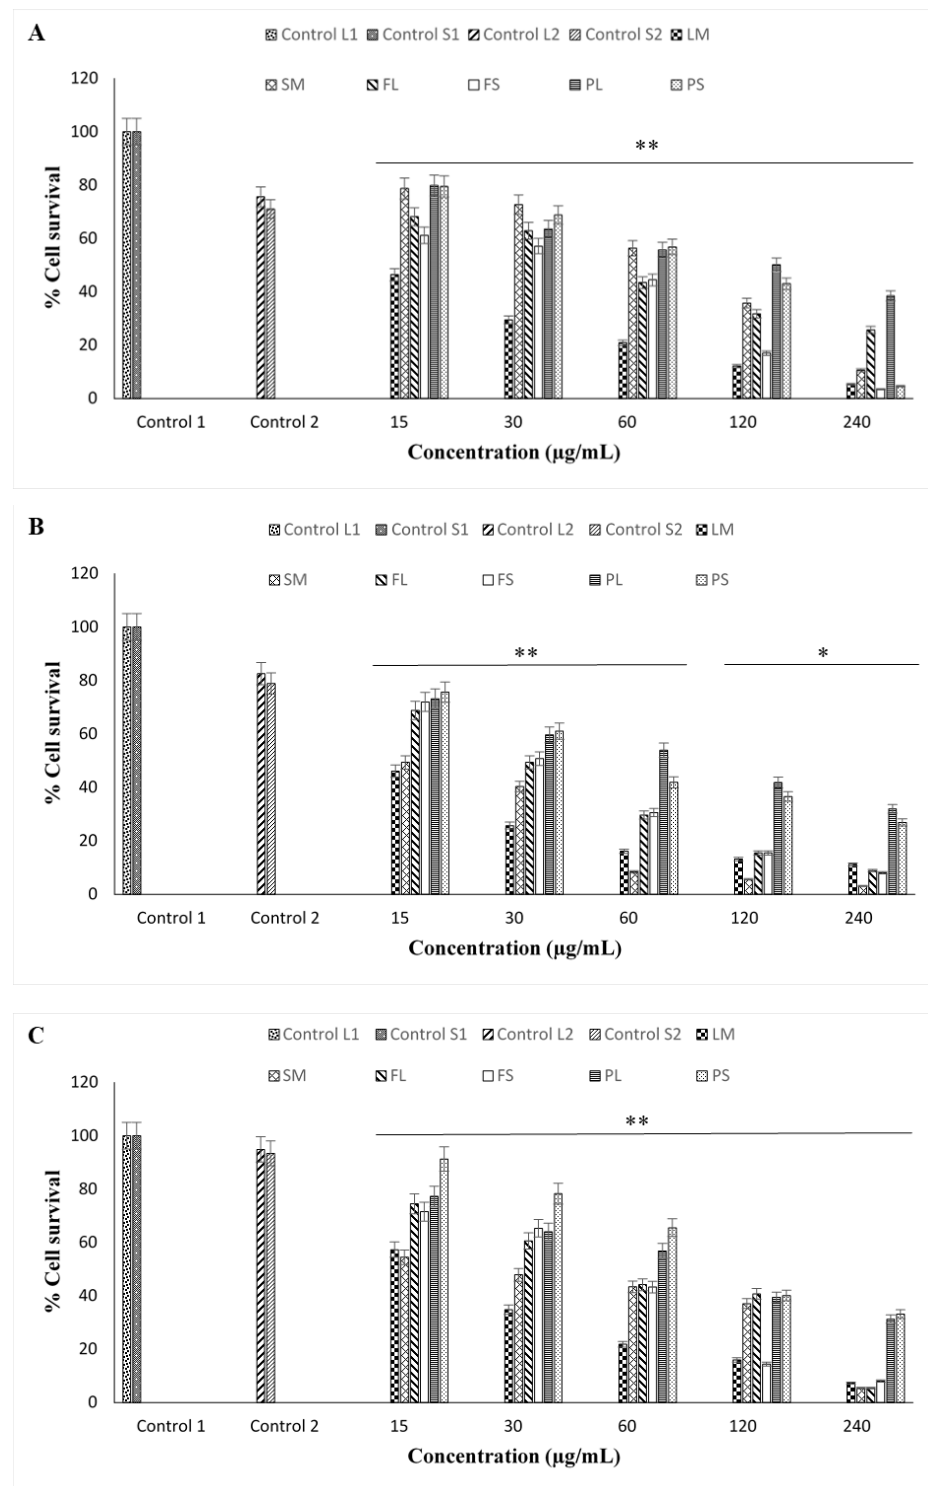 A
Control L1 Control S1 Control L2 Control S2 LM
SM FL FS PL PS
120
100
80
60
40
20
0
% Cell survival
**
Control 1 Control 2 15 30 60 120 240
Concentration (µg/mL)
B
Control L1 Control S1 Control L2 Control S2 LM
SM FL FS PL PS
120
100
80
60
40
20
0
% Cell survival
** *
Control 1 Control 2 15 30 60 120 240
Concentration (µg/mL)
C
Control L1 Control S1 Control L2 Control S2 LM
SM FL FS PL PS
120
100
80
60
40
20
0
% Cell survival
**
Control 1 Control 2 15 30 60 120 240
Concentration (µg/mL)